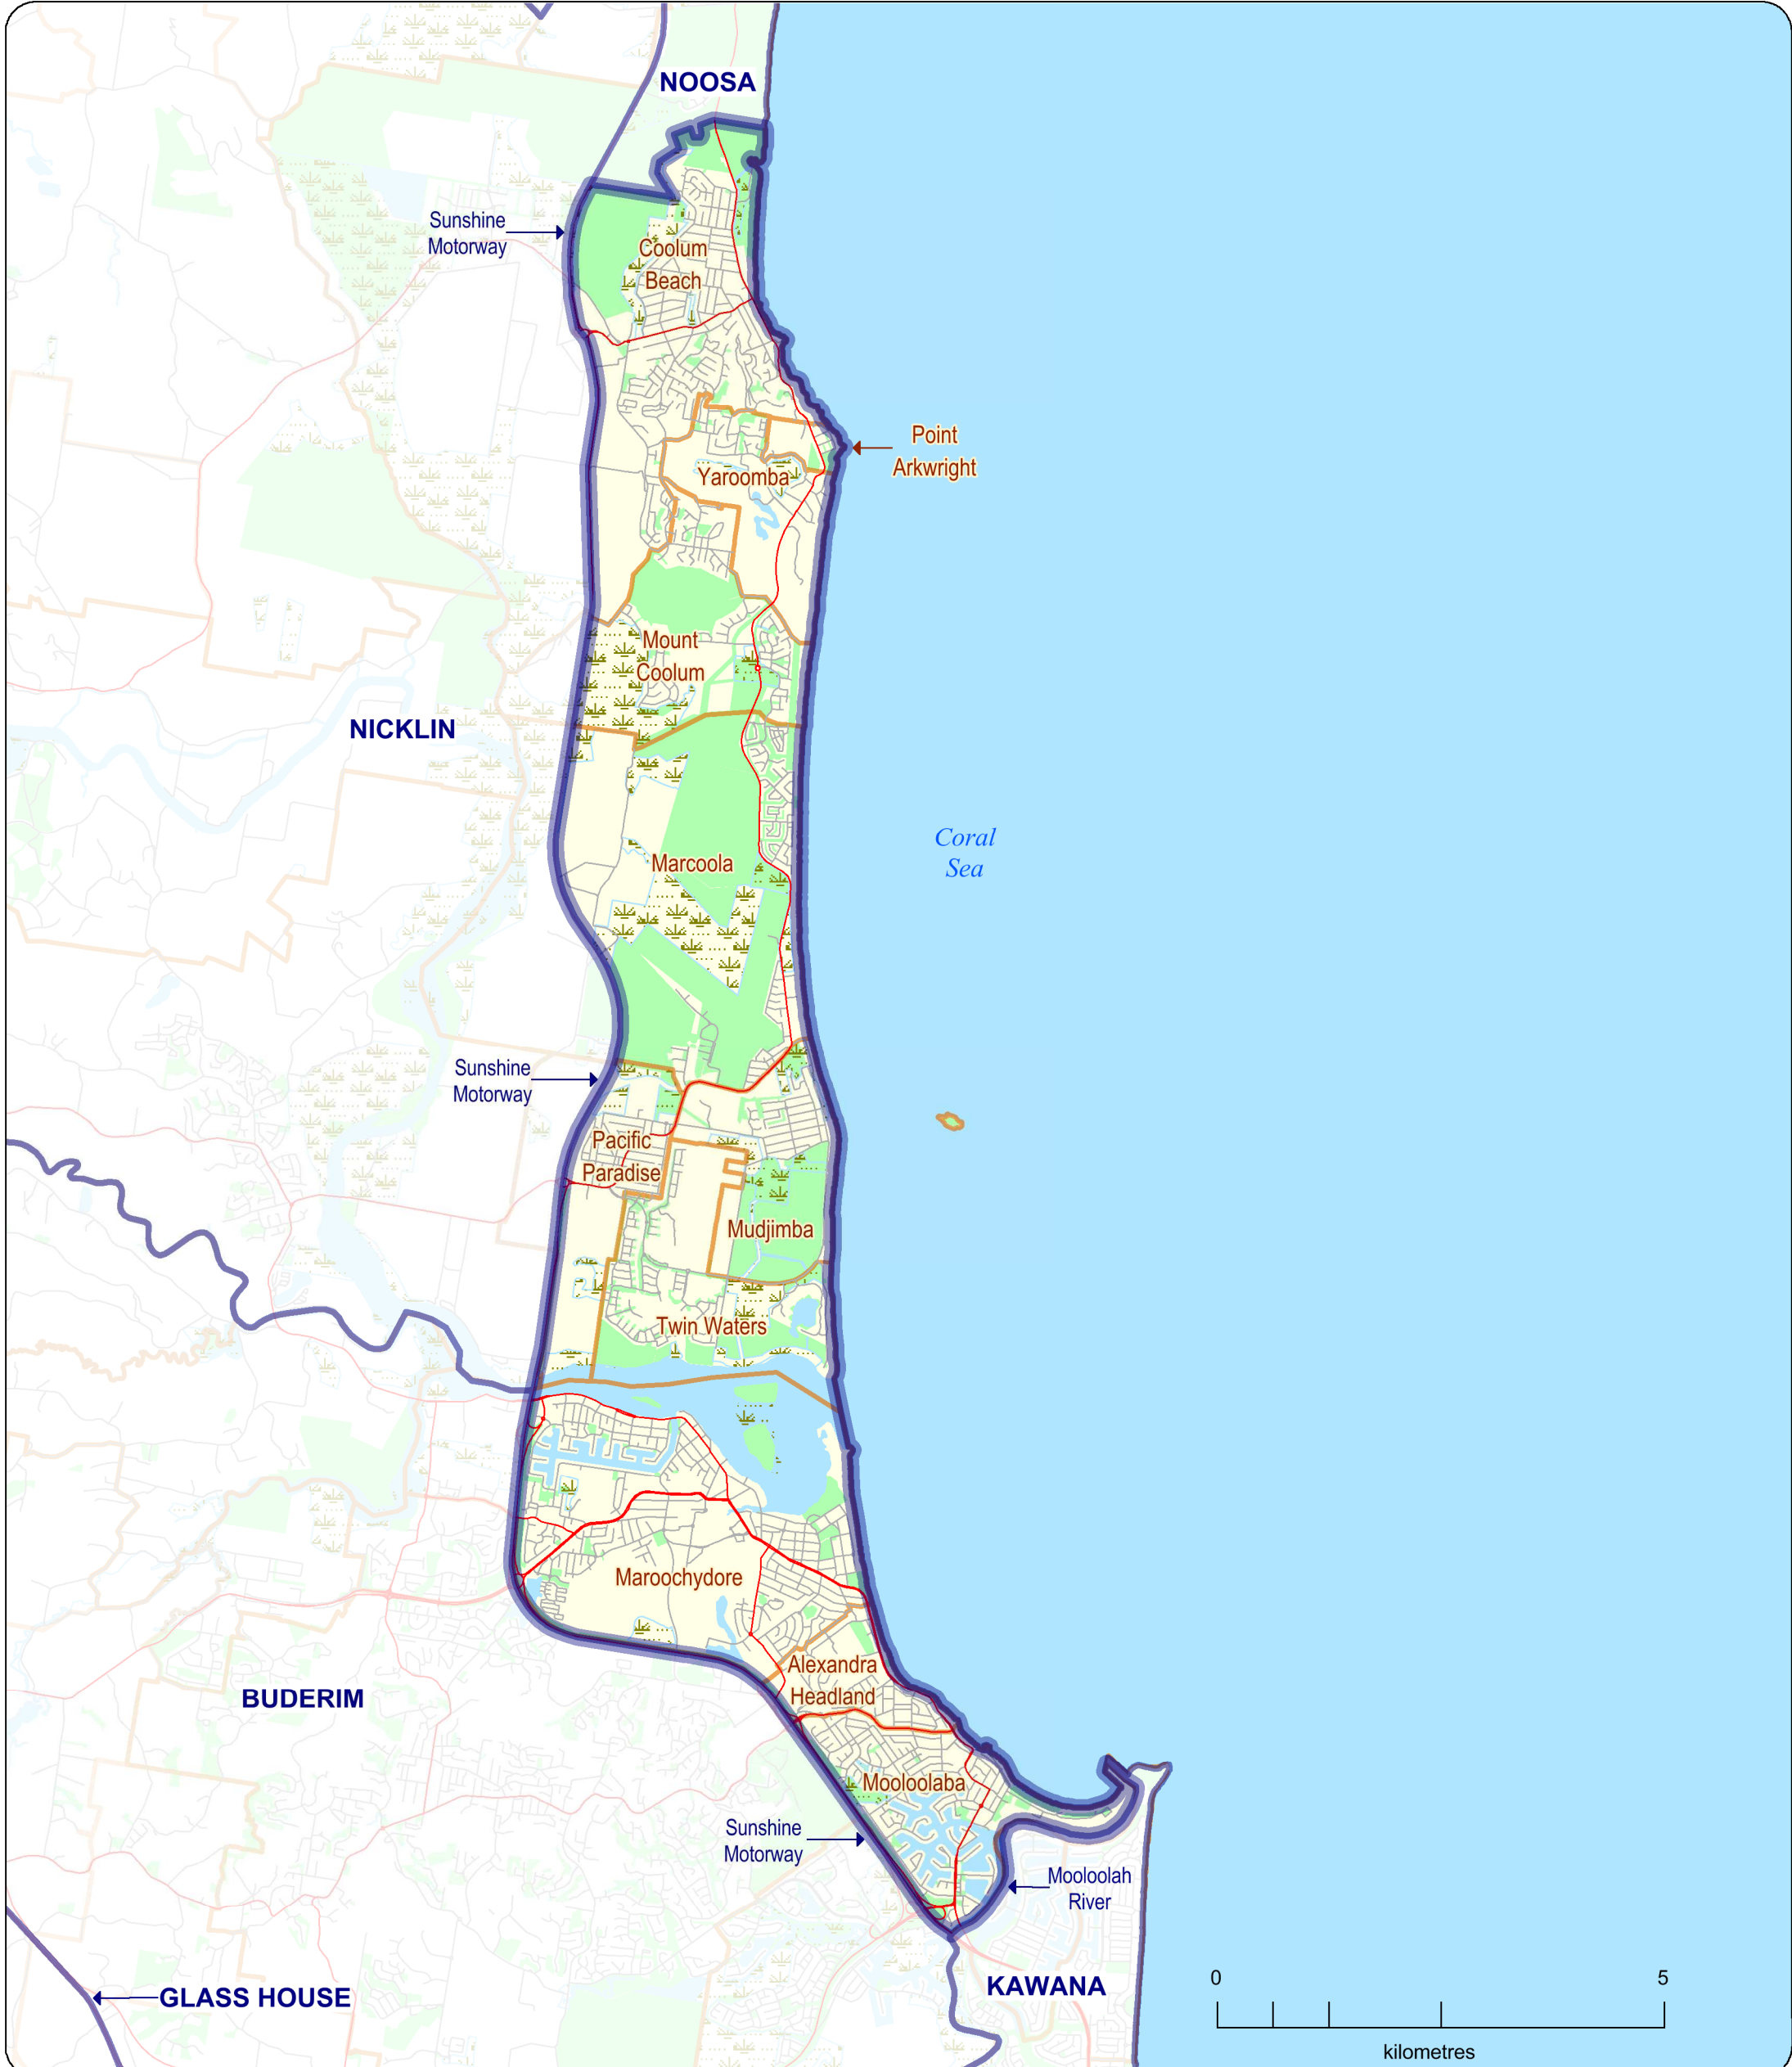 NOOSA
Sunshine
Motorway
Coolum
Beach
Point
Arkwright
Yaroomba
Mount
Coolum
NICKLIN
Coral
Sea
Marcoola
Sunshine
Motorway
Pacific
Paradise
Mudjimba
Twin Waters
Maroochydore
Alexandra
Headland
BUDERIM
Mooloolaba
Sunshine
Motorway
Mooloolah
River
KAWANA
GLASS HOUSE
0 5
kilometres